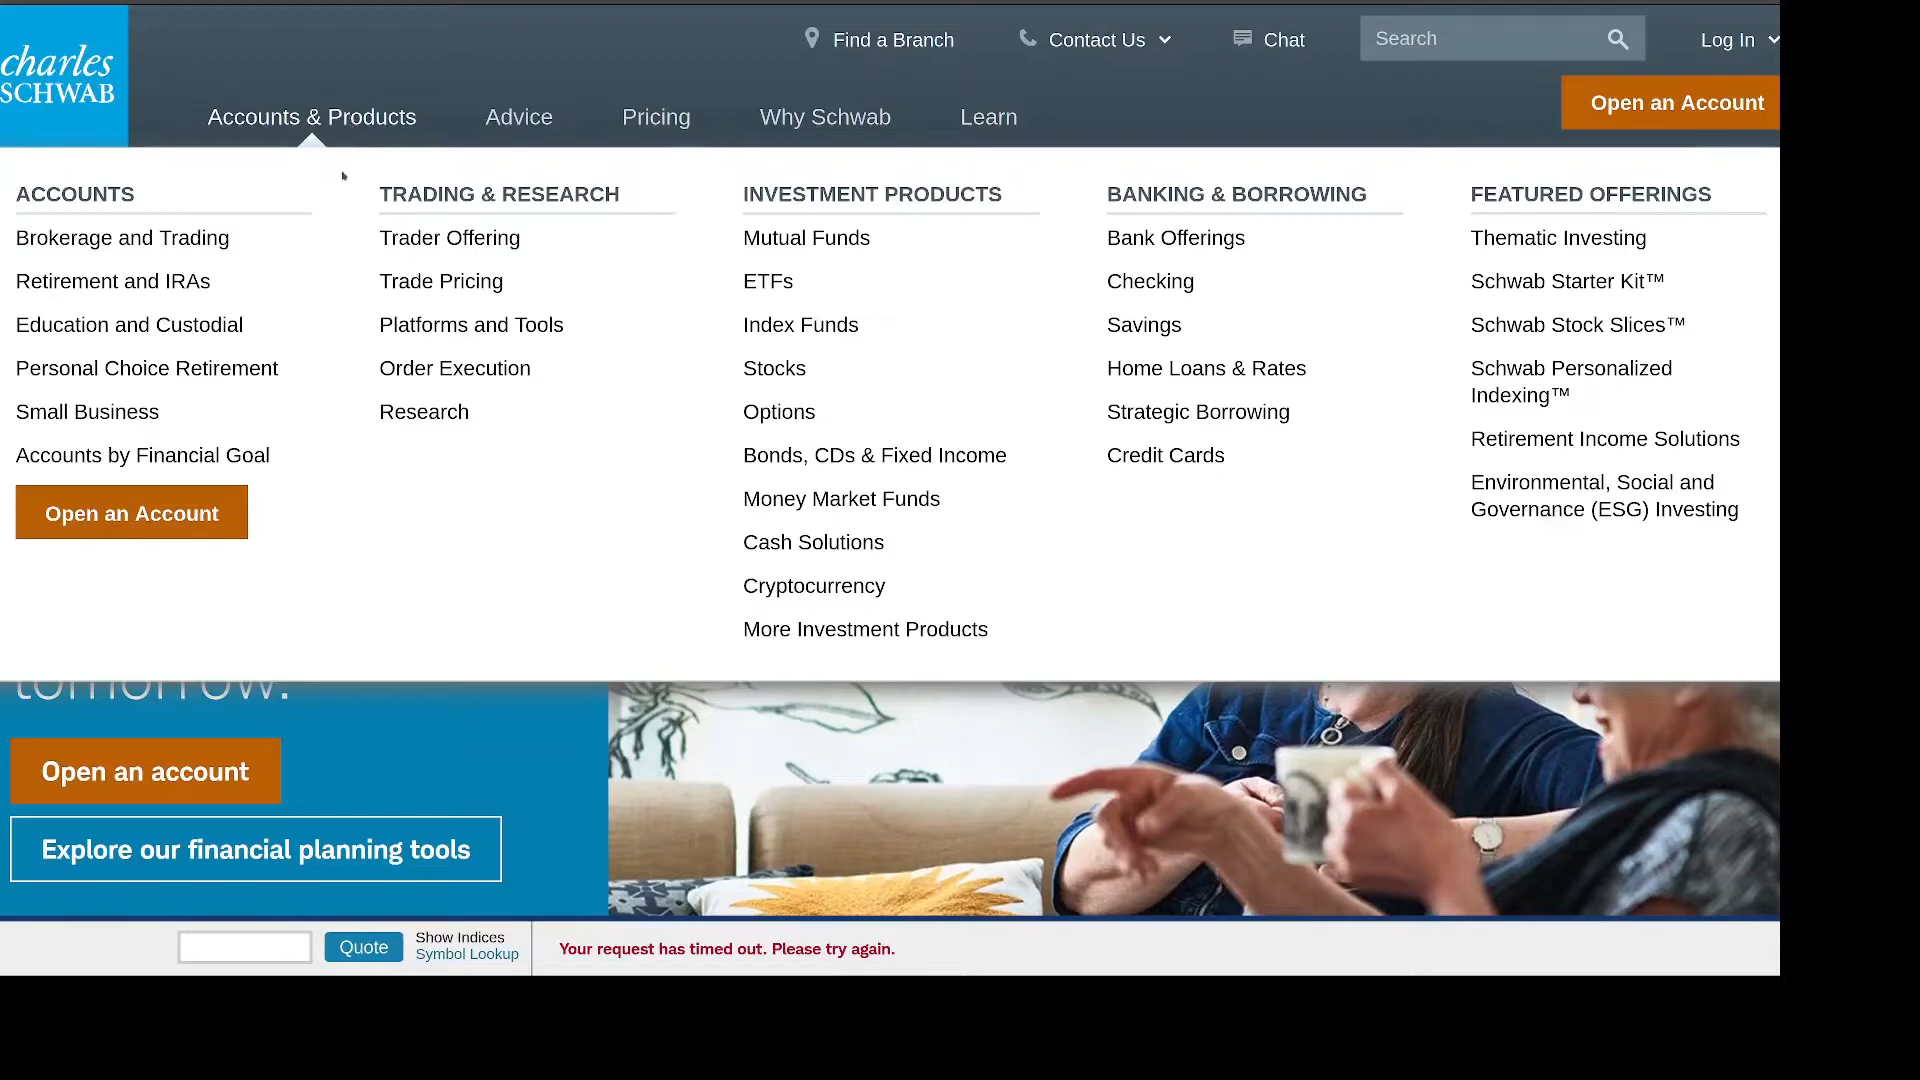 charles
SCHWAB
Find a Branch
Contact Us
Chat
Search
Log In
Accounts & Products
Advice
Pricing
Why Schwab
Learn
Open an Account
ACCOUNTS
Brokerage and Trading
Retirement and IRAs
Education and Custodial
Personal Choice Retirement
Small Business
Accounts by Financial Goal
Open an Account
TRADING & RESEARCH
Trader Offering
Trade Pricing
Platforms and Tools
Order Execution
Research
INVESTMENT PRODUCTS
Mutual Funds
ETFs
Index Funds
Stocks
Options
Bonds, CDs & Fixed Income
Money Market Funds
Cash Solutions
Cryptocurrency
More Investment Products
BANKING & BORROWING
Bank Offerings
Checking
Savings
Home Loans & Rates
Strategic Borrowing
Credit Cards
FEATURED OFFERINGS
Thematic Investing
Schwab Starter Kit™
Schwab Stock Slices™
Schwab Personalized
Indexing™
Retirement Income Solutions
Environmental, Social and
Governance (ESG) Investing
tomorrow.
Open an account
Explore our financial planning tools
Quote
Show Indices
Symbol Lookup
Your request has timed out. Please try again.